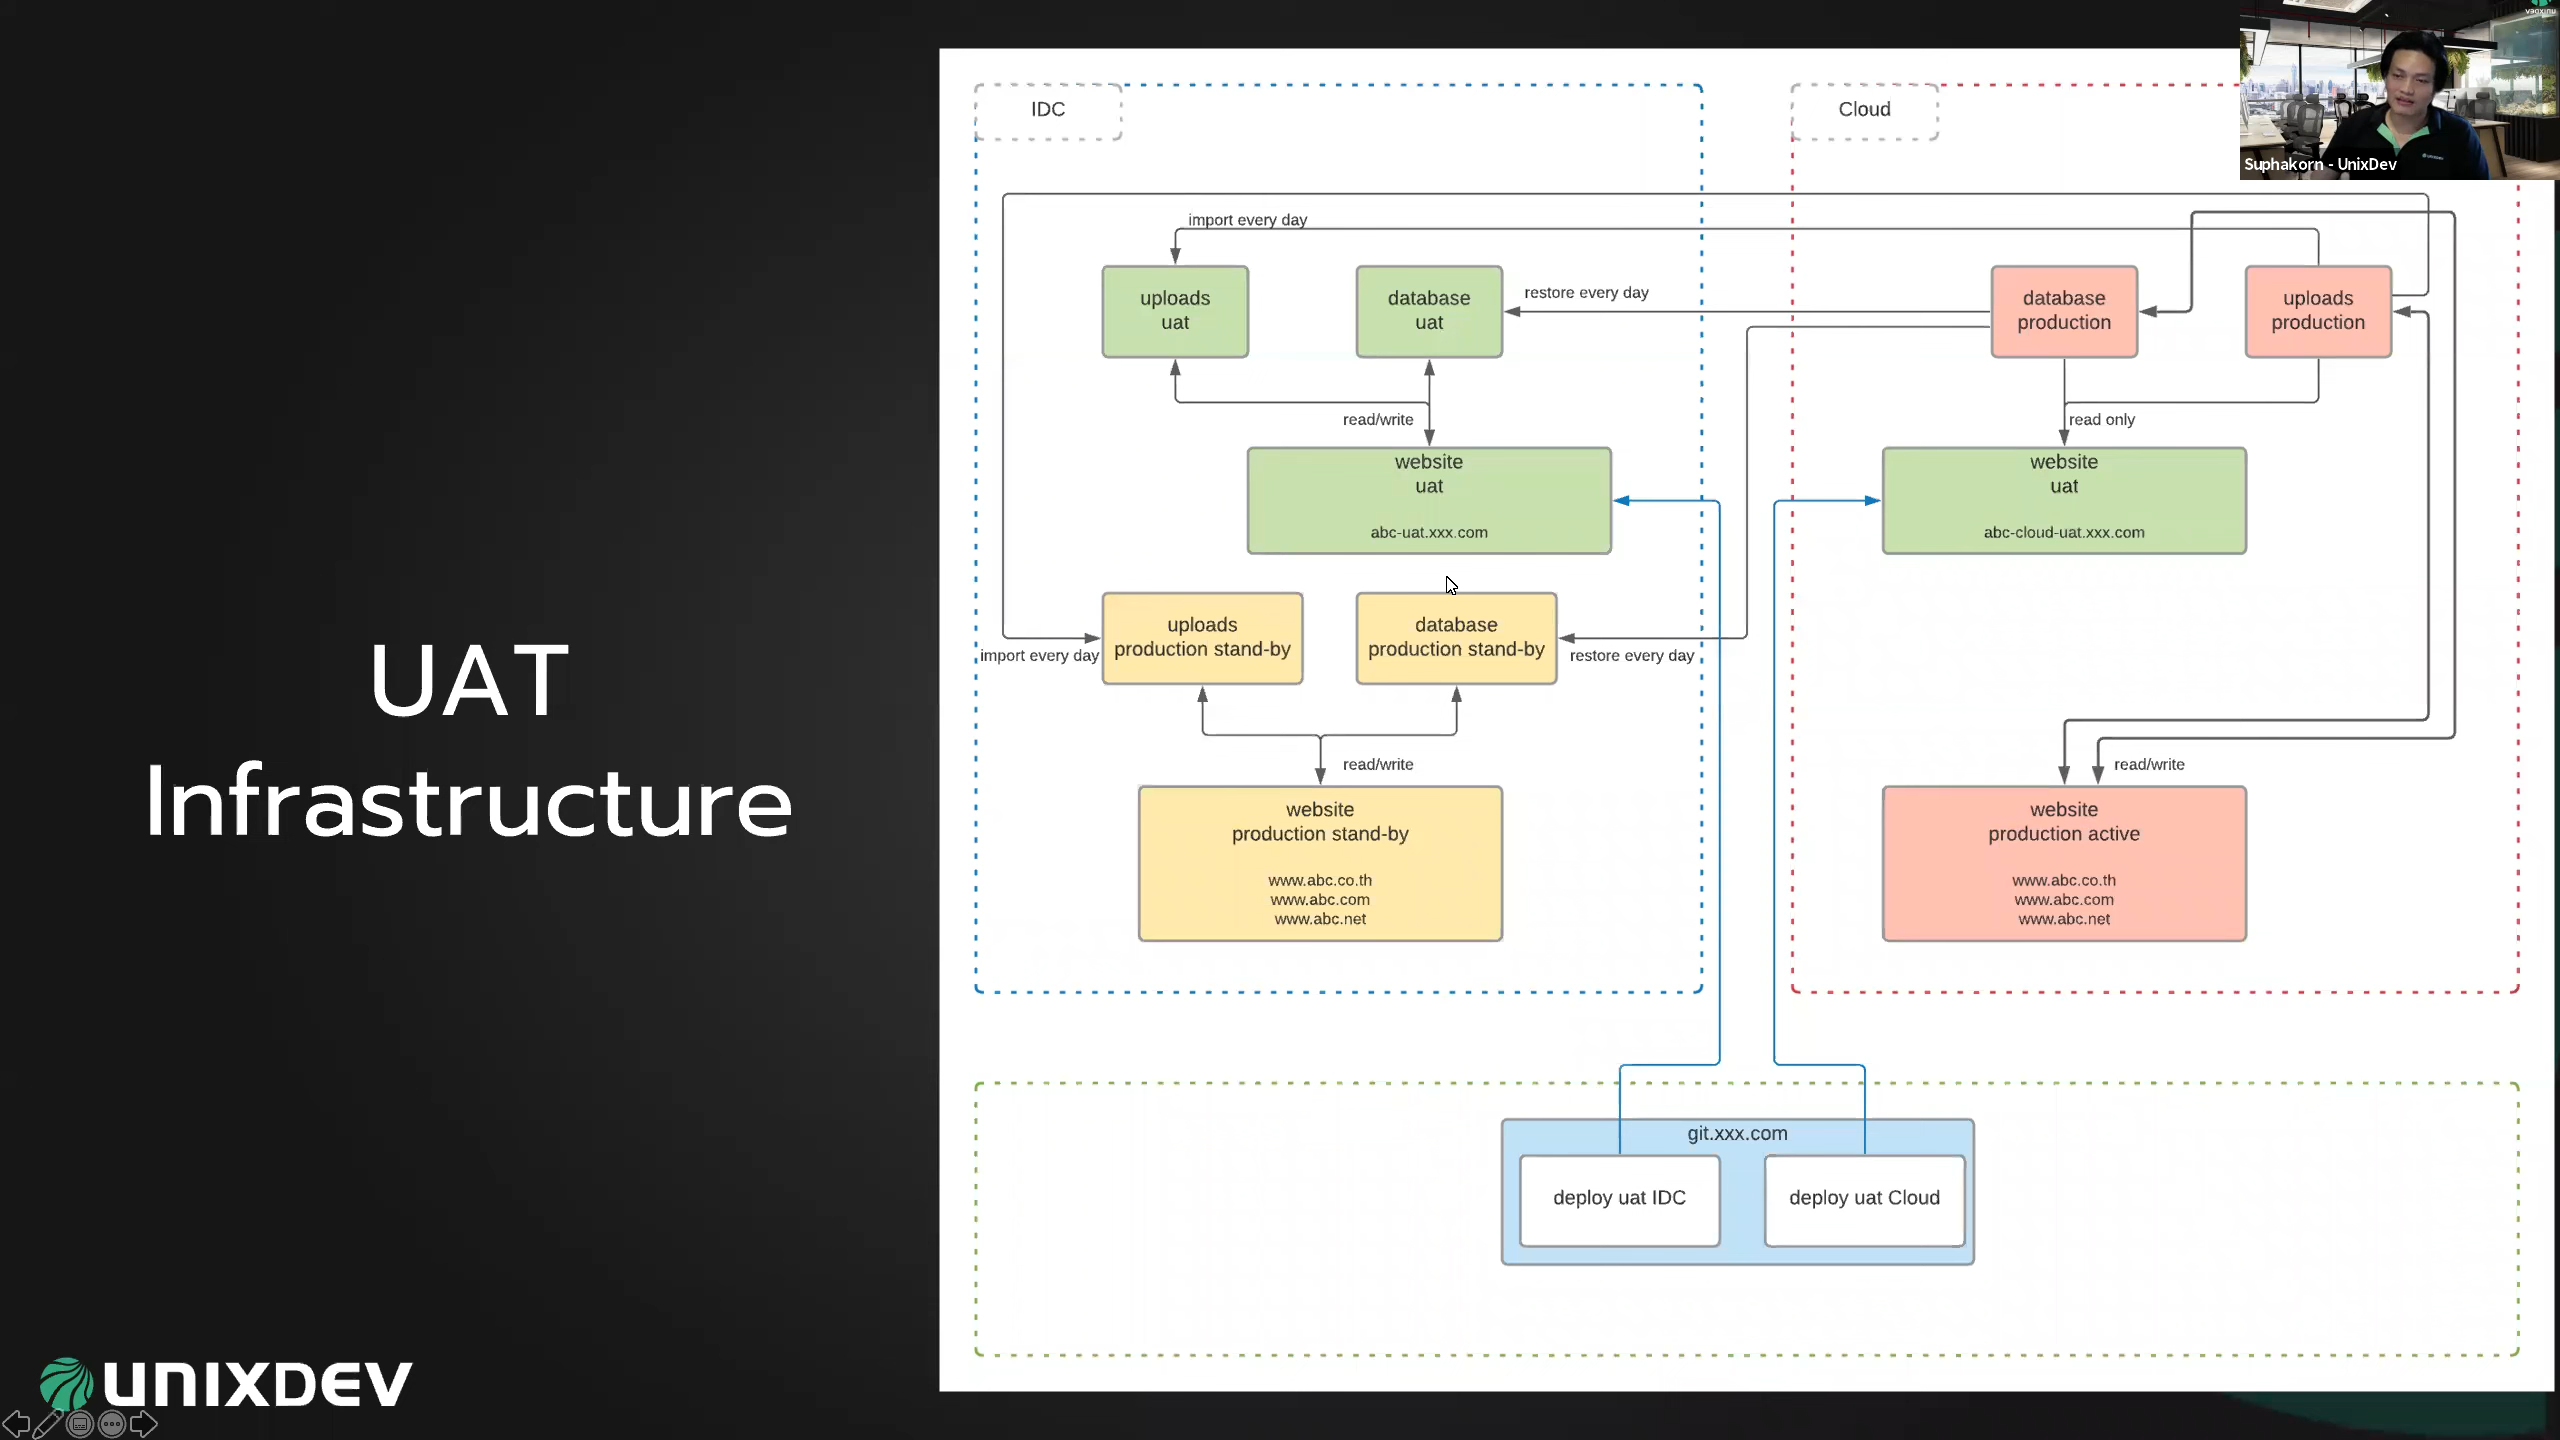 UAT
Infrastructure
UNIXDEV
Suphakorn - UnixDev
IDC
Cloud
import every day
uploads
uat
database
uat
restore every day
database
production
uploads
production
read/write
read only
website
uat
abc-uat.xxx.com
website
uat
abc-cloud-uat.xxx.com
uploads
production stand-by
database
production stand-by
import every day
restore every day
read/write
read/write
website
production stand-by
www.abc.co.th
www.abc.com
www.abc.net
website
production active
www.abc.co.th
www.abc.com
www.abc.net
git.xxx.com
deploy uat IDC
deploy uat Cloud